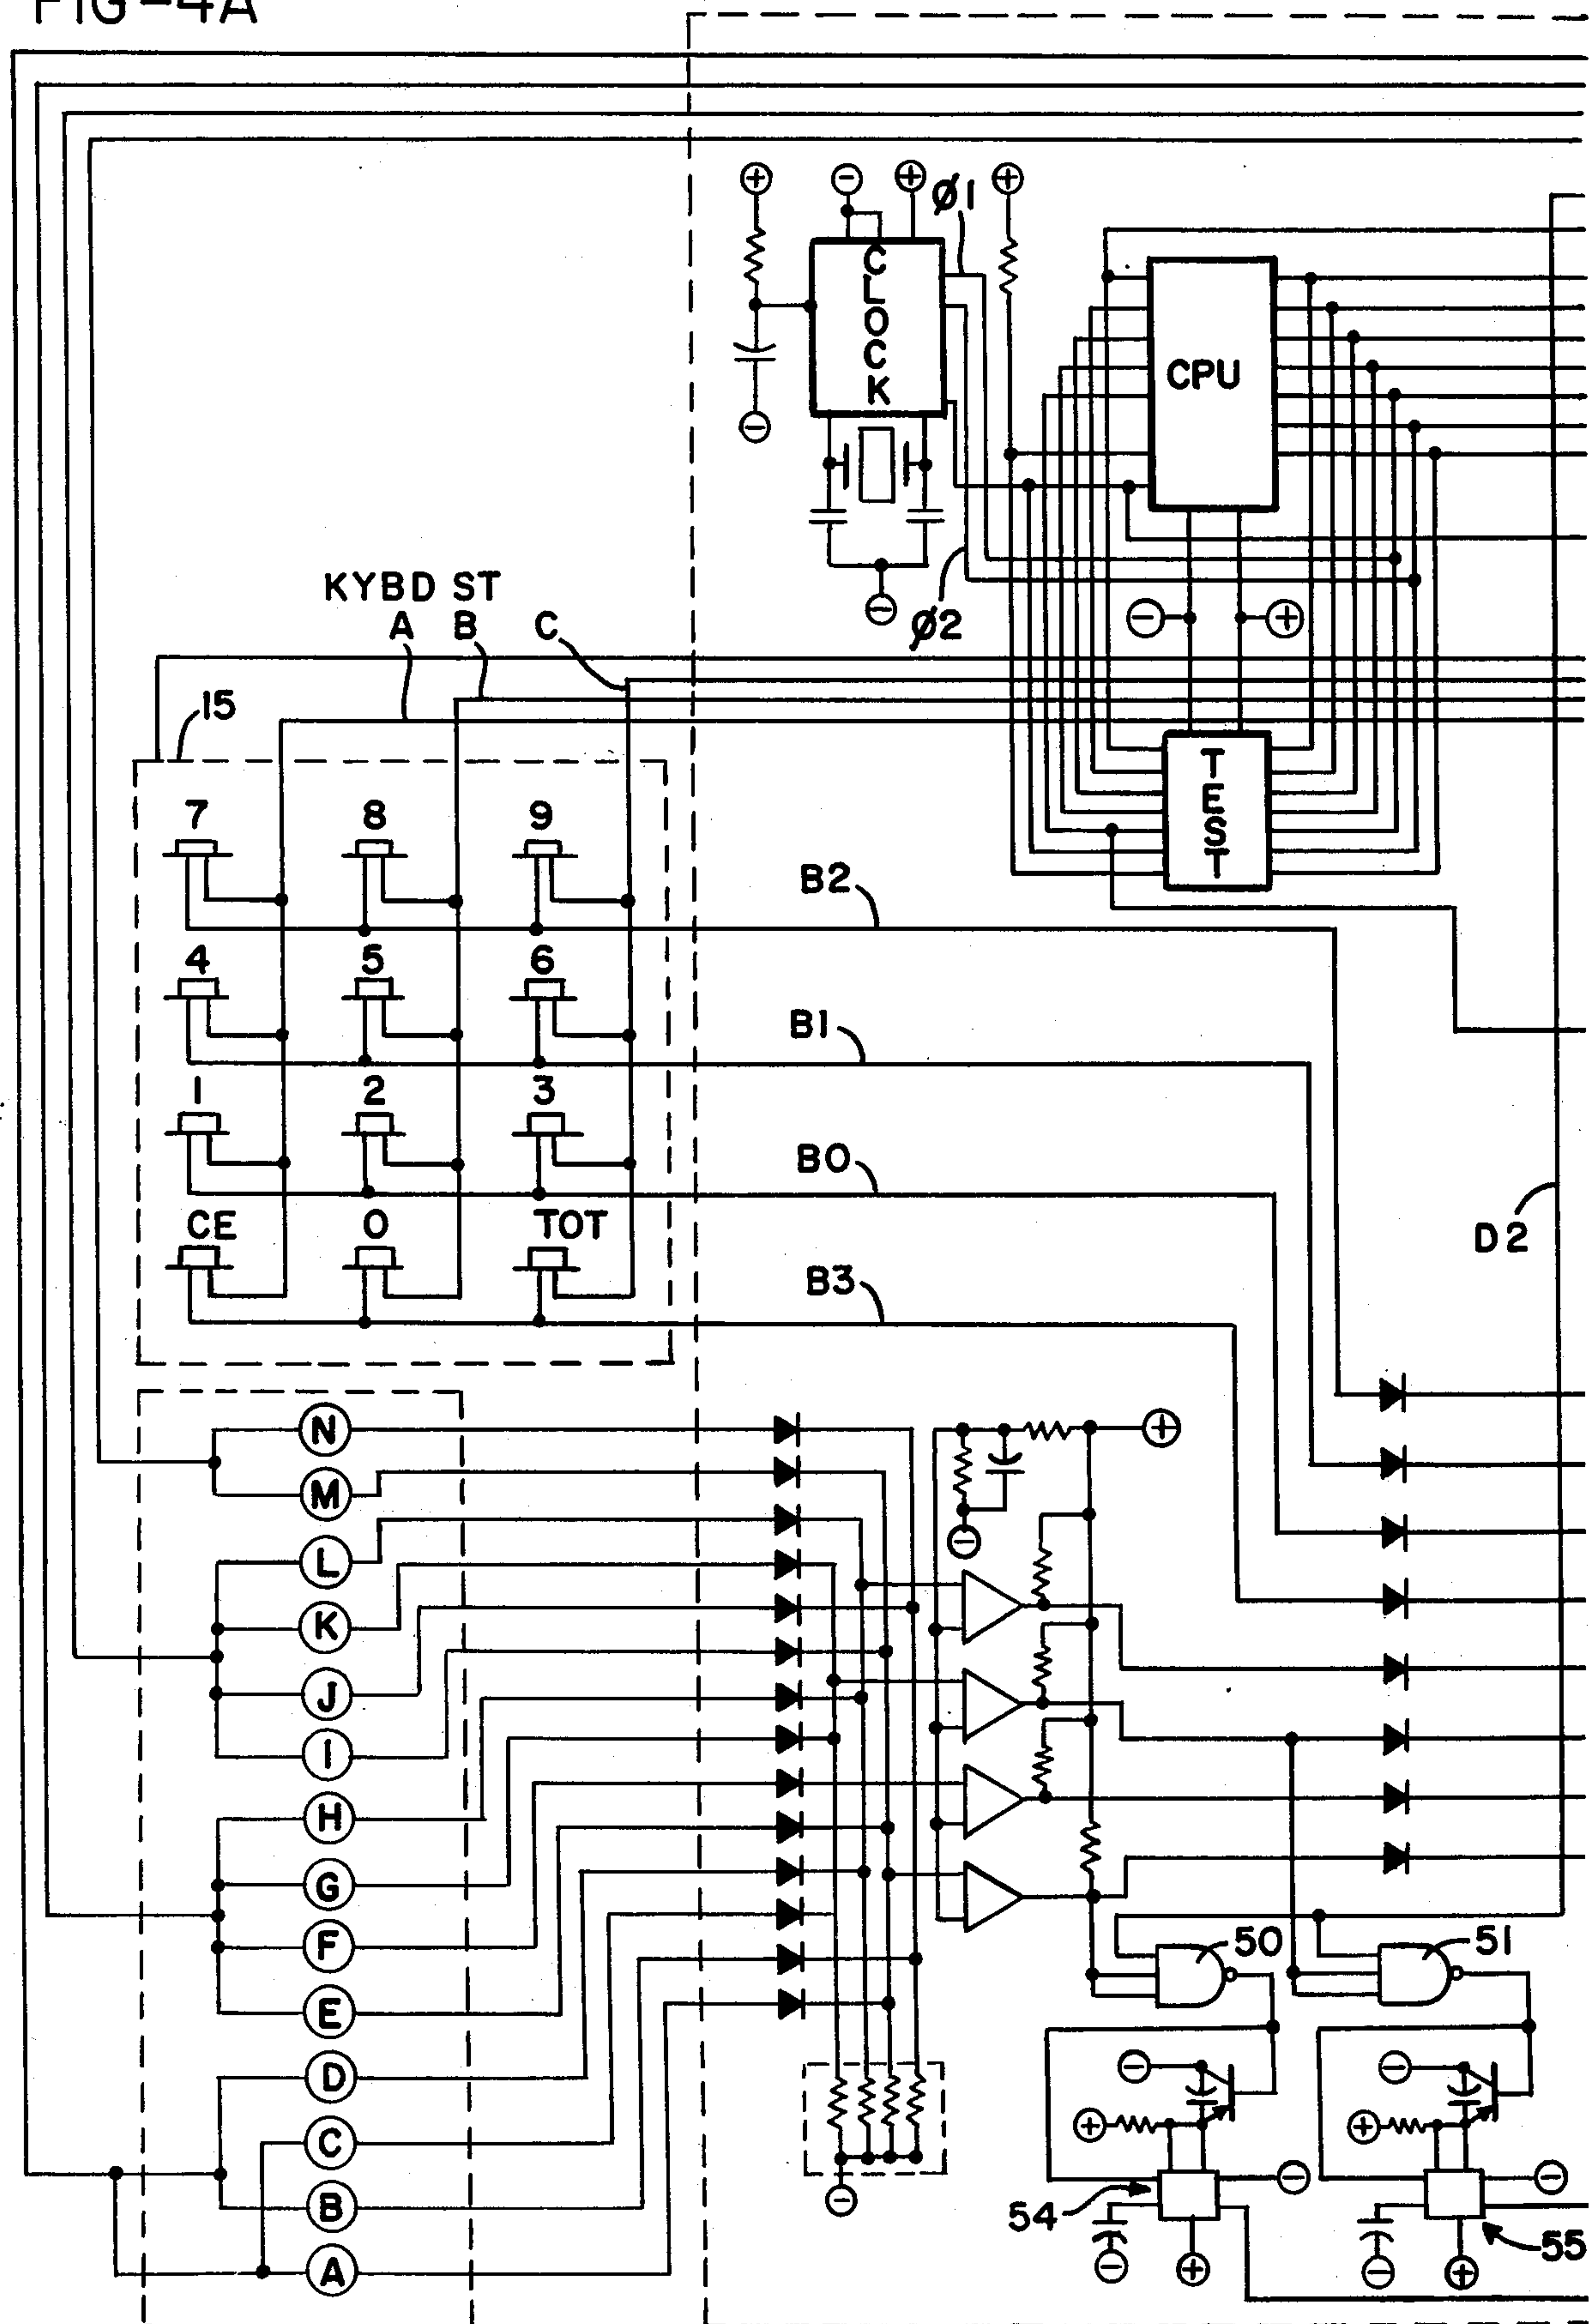 FIG-4A
⊕ ⊖ ⊕ Ø1 ⊕
CLOCK
CPU
⊖
⊖
Ø2
⊖ ⊕
KYBD ST
A B C
15
TEST
7 8 9
B2
4 5 6
B1
1 2 3
B0
CE 0 TOT
D2
B3
N
⊕
M
⊖
L
K
J
I
H
G
F
50 51
E
D
⊖ ⊖
⊕ ⊕
C
⊖ ⊖
⊖
B
54
55
A
⊖ ⊕ ⊖ ⊕